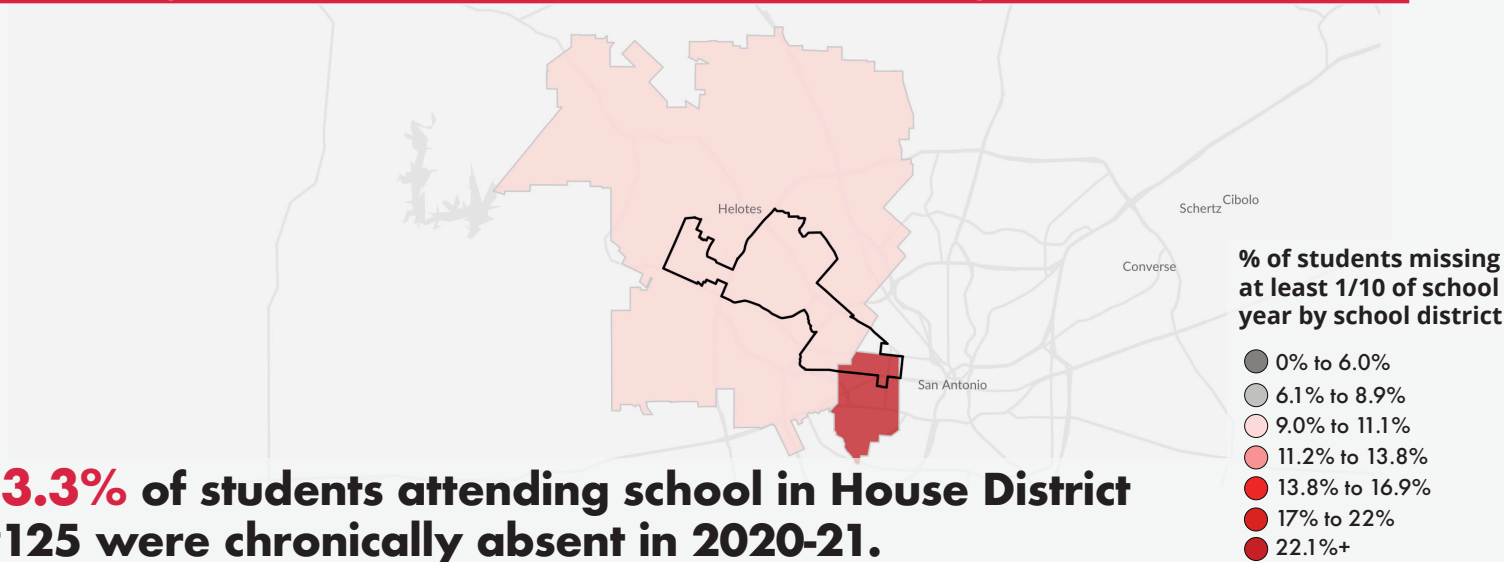 Helotes
Cibolo
Schertz
Converse
San Antonio
% of students missing
at least 1/10 of school
year by school district
0% to 6.0%
6.1% to 8.9%
9.0% to 11.1%
11.2% to 13.8%
13.8% to 16.9%
17% to 22%
22.1%+
3.3% of students attending school in House District
125 were chronically absent in 2020-21.